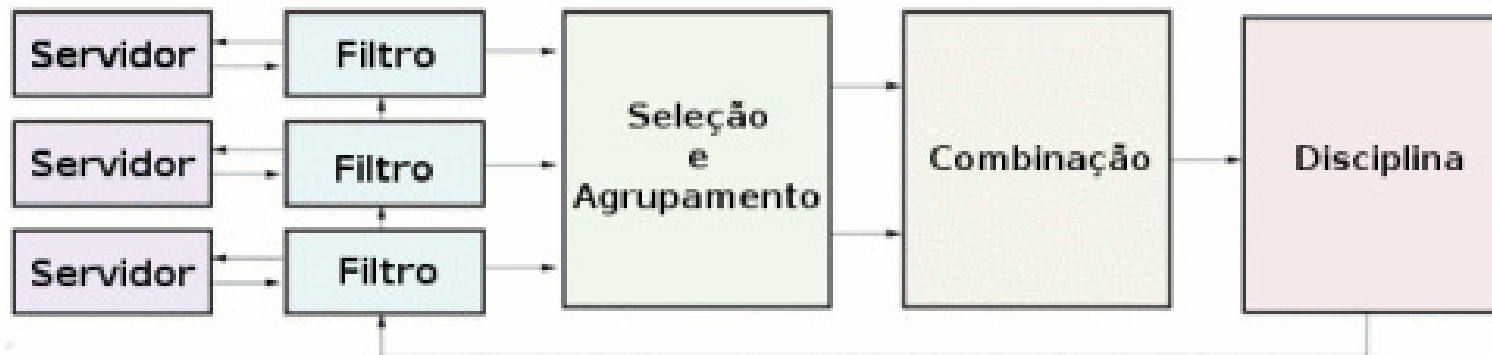 Servidor
Filtro
Servidor
Filtro
Servidor
Filtro
Seleção
e
Agrupamento
Combinação
Disciplina